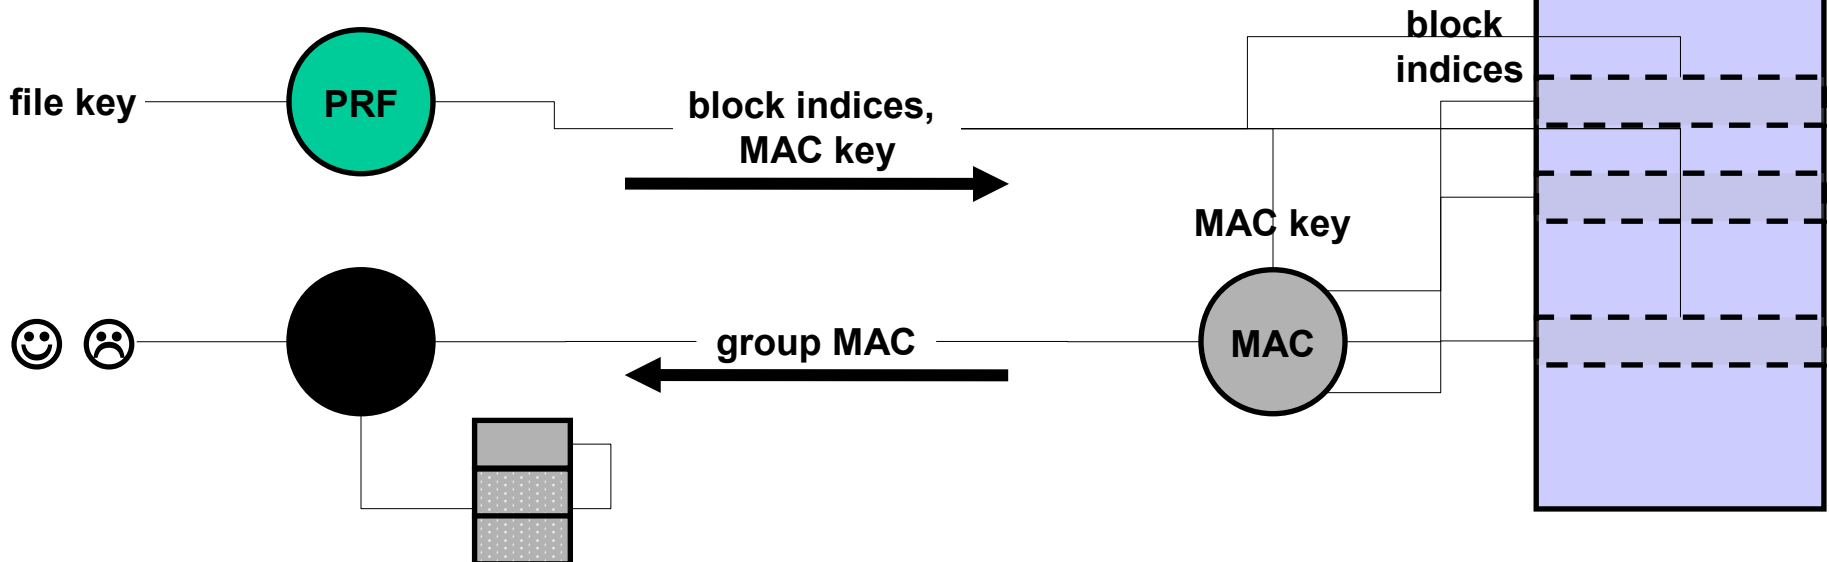 block
indices
file key
PRF
block indices,
MAC key
MAC key
group MAC
MAC